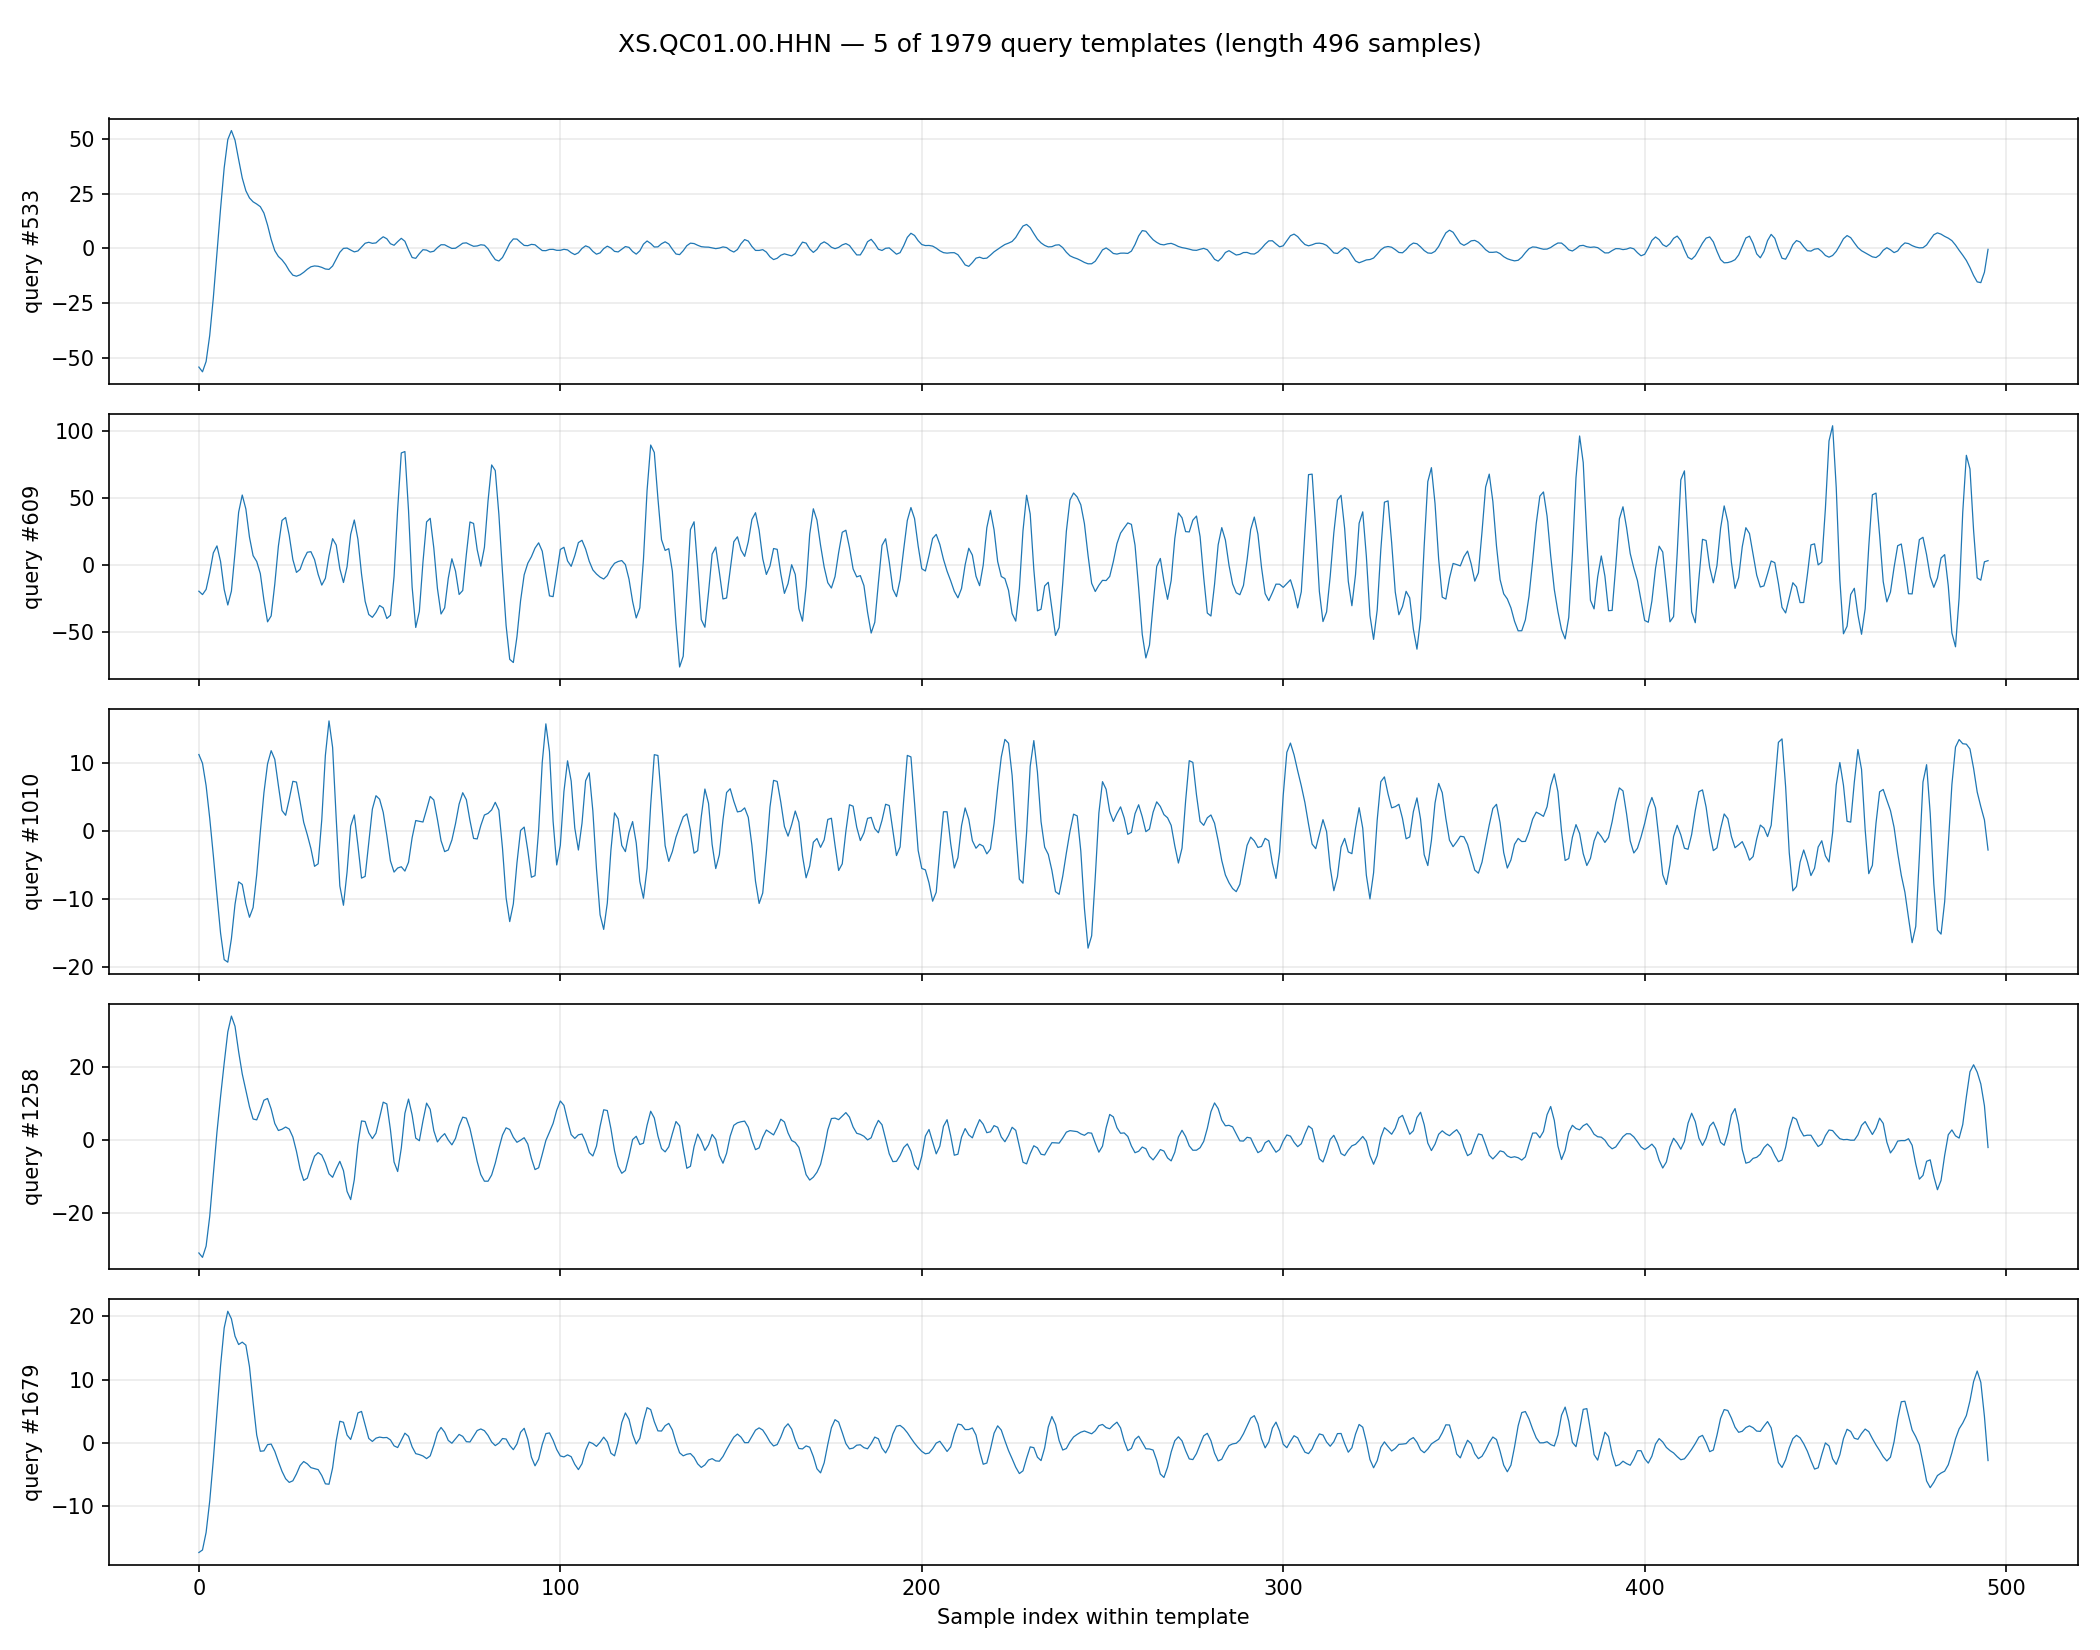 XS.QC01.00.HHN — 5 of 1979 query templates (length 496 samples)
query #533
50
25
0
−25
−50
query #609
100
50
0
−50
query #1010
10
0
−10
−20
query #1258
20
0
−20
query #1679
20
10
0
−10
0 100 200 300 400 500
Sample index within template